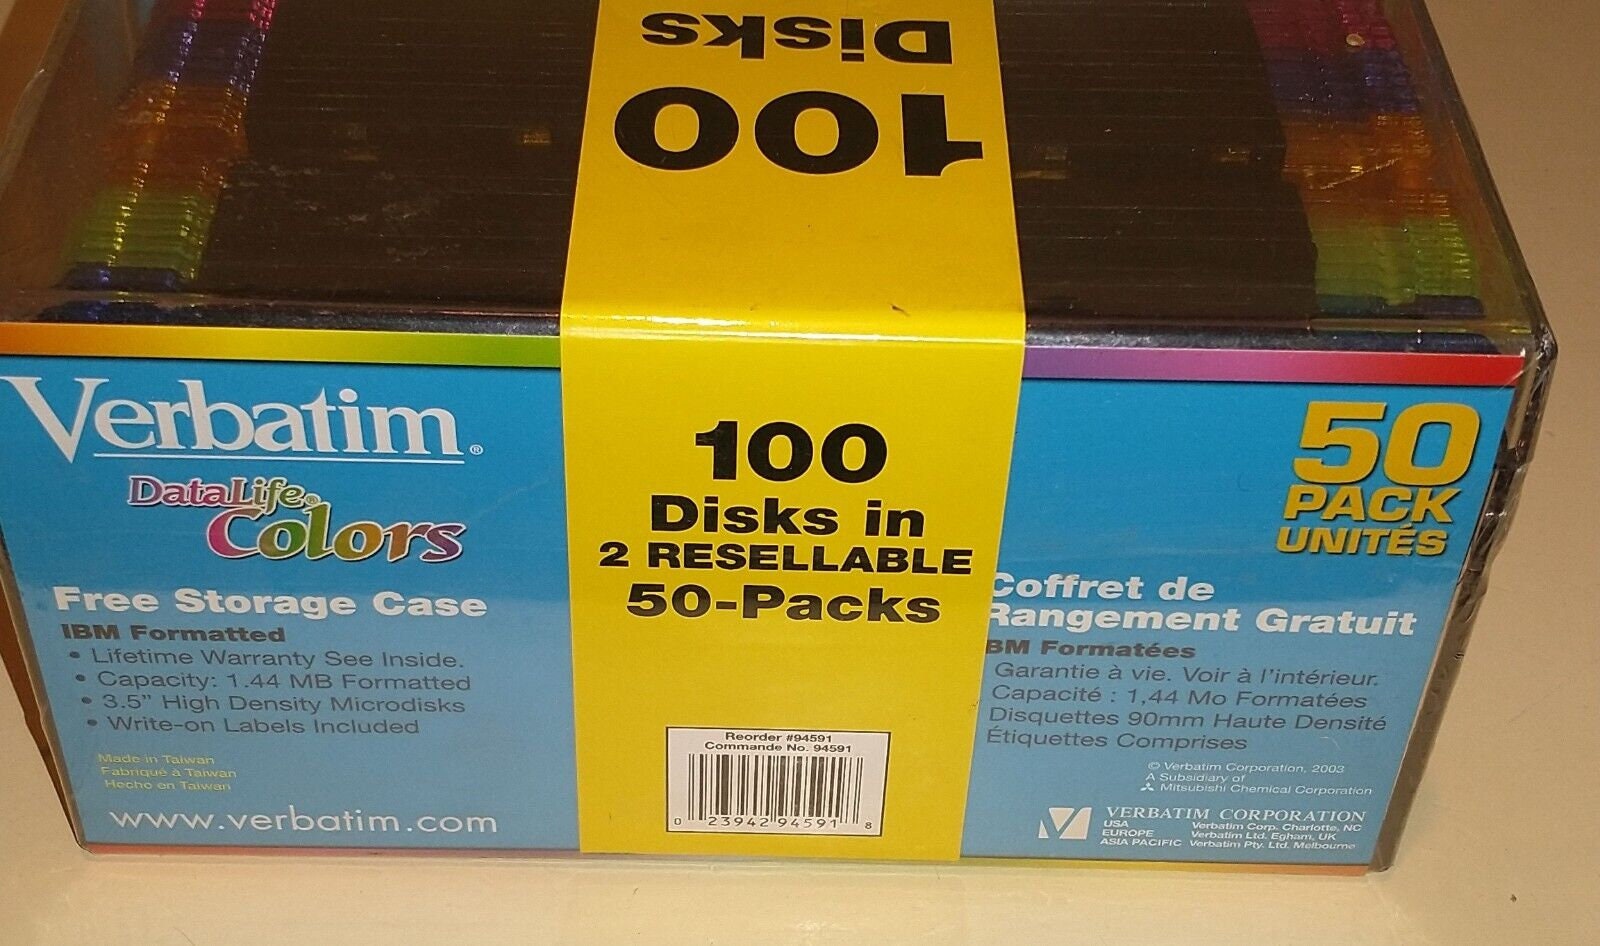 100
Disks
Verbatim®
DataLife®
Colors
Free Storage Case
IBM Formatted
• Lifetime Warranty See Inside.
• Capacity: 1.44 MB Formatted
• 3.5" High Density Microdisks
• Write-on Labels Included
Made in Taiwan
Fabriqué à Taiwan
Hecho en Taiwan
www.verbatim.com
100
Disks in
2 RESELLABLE
50-Packs
Reorder #94591
Commande No. 94591
0 23942 94591 8
50
PACK
UNITÉS
Coffret de
Rangement Gratuit
BM Formatées
Garantie à vie. Voir à l'intérieur.
Capacité : 1,44 Mo Formatées
Disquettes 90mm Haute Densité
Étiquettes Comprises
© Verbatim Corporation, 2003
A Subsidiary of
Mitsubishi Chemical Corporation
VERBATIM CORPORATION
USA Verbatim Corp. Charlotte, NC
EUROPE Verbatim Ltd. Egham, UK
ASIA PACIFIC Verbatim Pty. Ltd. Melbourne